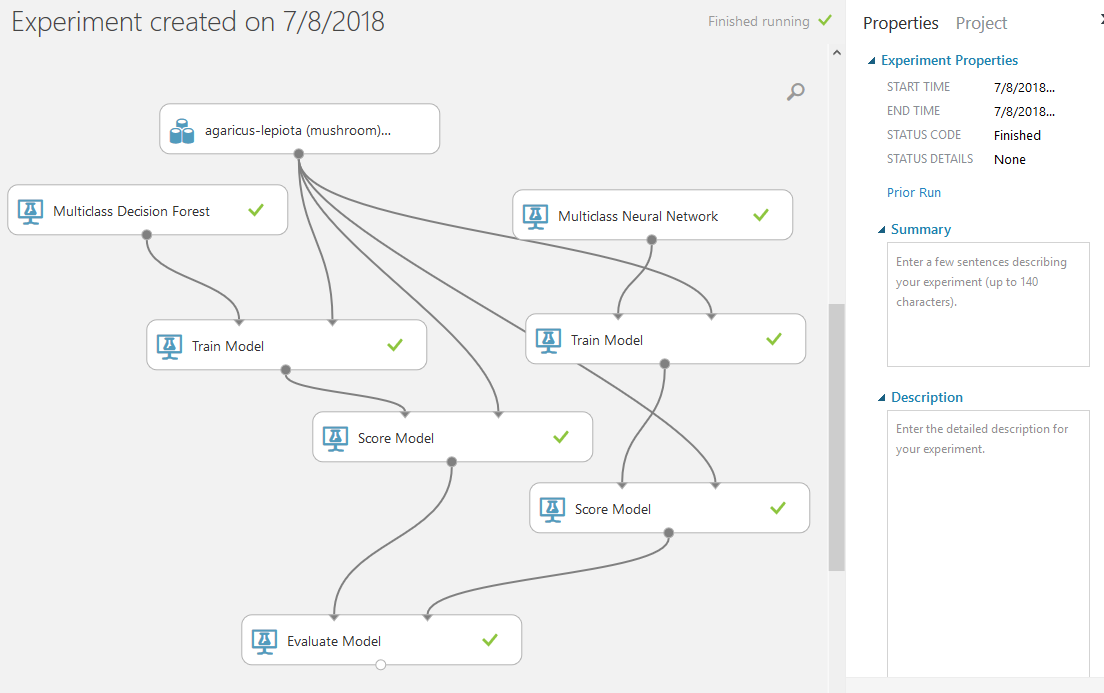 Experiment created on 7/8/2018
Finished running
agaricus-lepiota (mushroom)...
Multiclass Decision Forest
Multiclass Neural Network
Train Model
Train Model
Score Model
Score Model
Evaluate Model
Properties Project
Experiment Properties
START TIME 7/8/2018...
END TIME 7/8/2018...
STATUS CODE Finished
STATUS DETAILS None
Prior Run
Summary
Enter a few sentences describing
your experiment (up to 140
characters).
Description
Enter the detailed description for
your experiment.